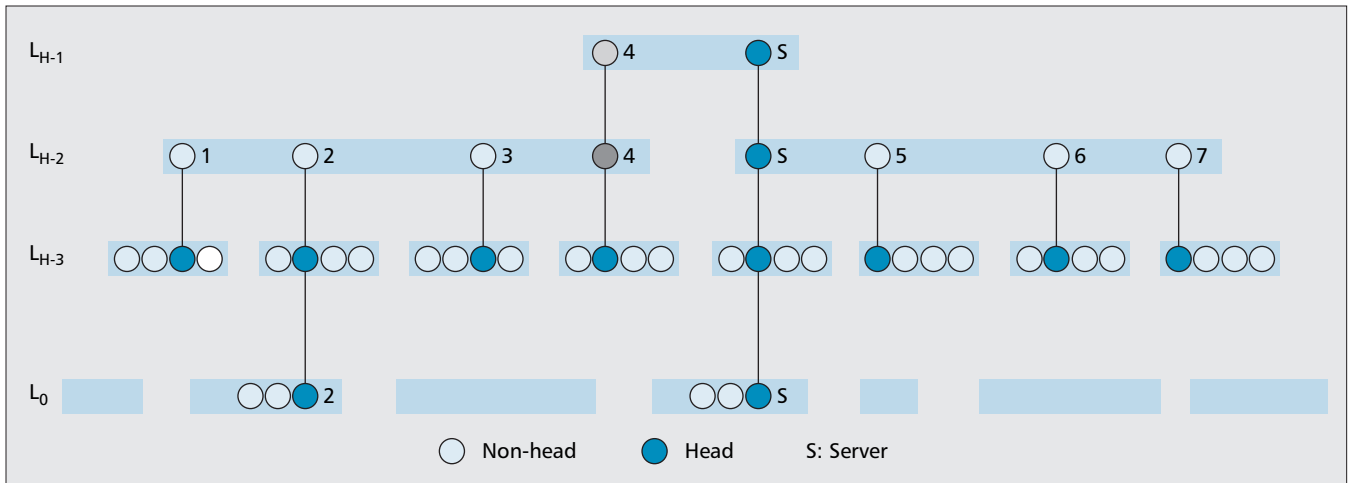 L_H-1 4 S
L_H-2 1 2 3 4 S 5 6 7
L_H-3
L_0 2 S
Non-head Head S: Server